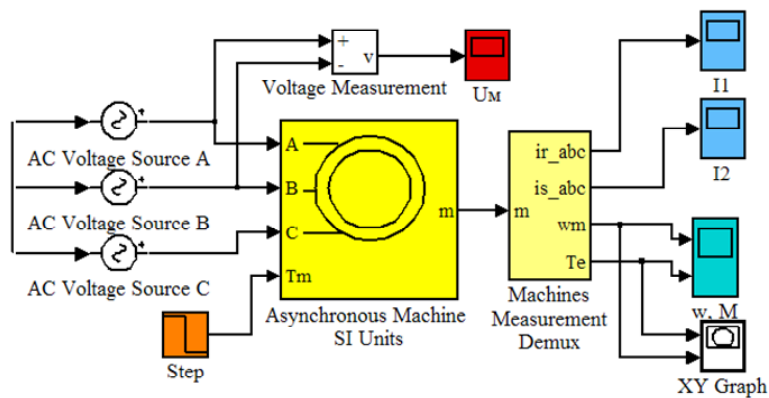 +
-
v
Voltage Measurement
Uм
I1
AC Voltage Source A
+
A
ir_abc
is_abc
I2
AC Voltage Source B
+
B
m
m
wm
AC Voltage Source C
+
C
Te
Tm
w, M
Asynchronous Machine
SI Units
Machines
Measurement
Demux
Step
XY Graph